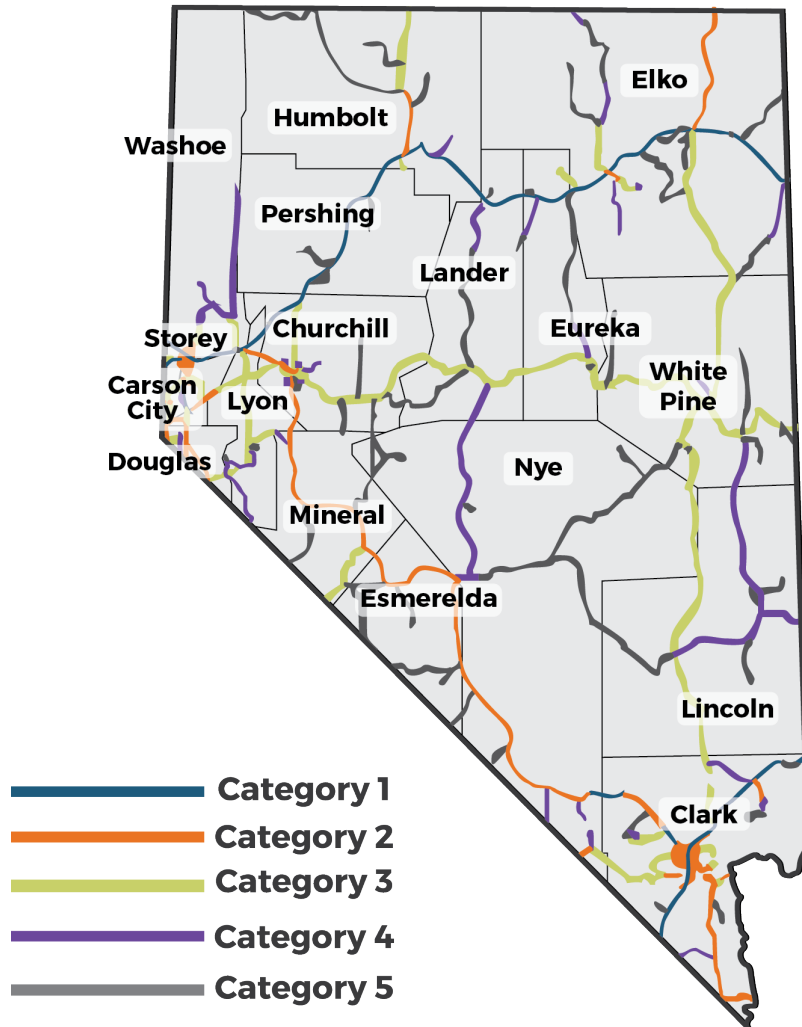 Elko
Humbolt
Washoe
Pershing
Lander
Storey
Churchill
Eureka
White
Pine
Carson
City
Lyon
Douglas
Nye
Mineral
Esmerelda
Lincoln
Clark
Category 1
Category 2
Category 3
Category 4
Category 5